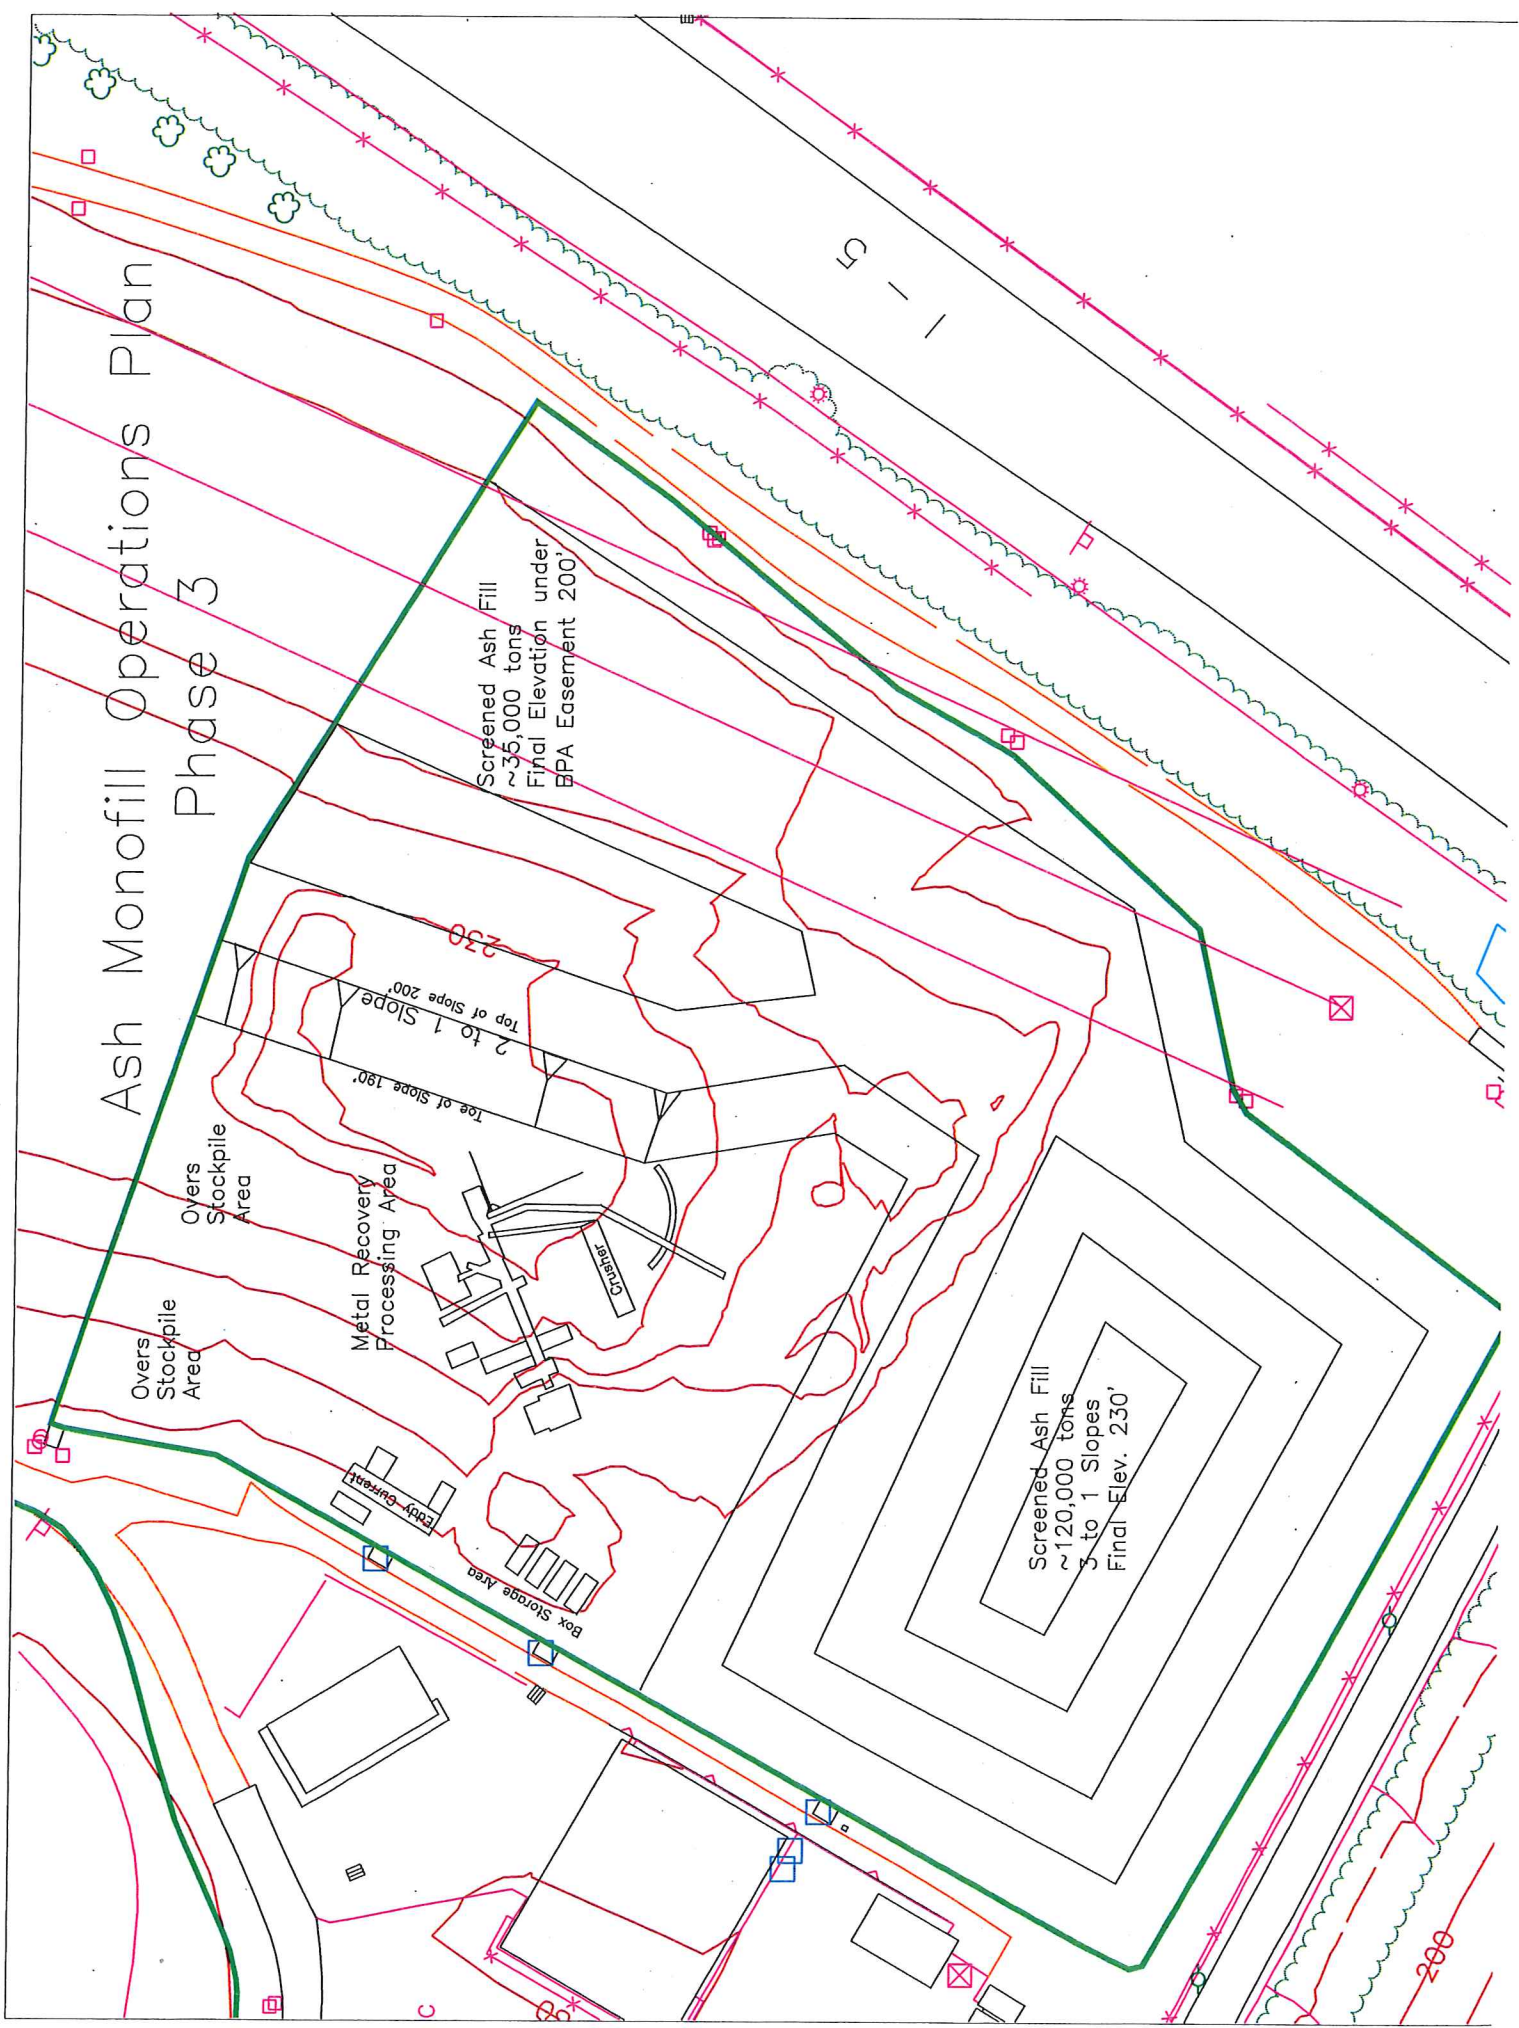 Ash Monofill Operations Plan
Phase 3
I - 5
Screened Ash Fill
~35,000 tons
Final Elevation under
BPA Easement 200'
230
2 to 1 Slope
Top of Slope 200'
Toe of Slope 190'
Overs
Stockpile
Area
Overs
Stockpile
Area
Metal Recovery
Processing Area
Crusher
Eddy Current
Box Storage Area
Screened Ash Fill
~120,000 tons
3 to 1 Slopes
Final Elev. 230'
200
C